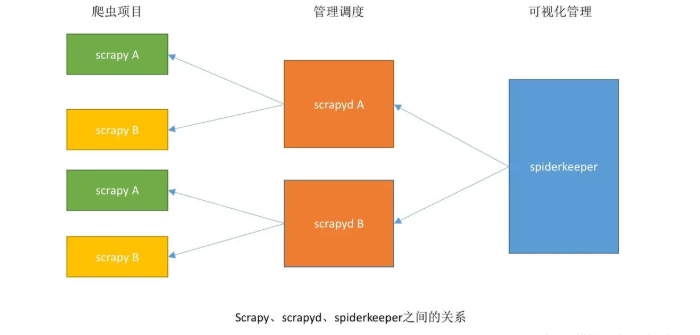 爬虫项目 管理调度 可视化管理
scrapy A
scrapy B
scrapy A
scrapy B
scrapyd A
scrapyd B
spiderkeeper
Scrapy、scrapyd、spiderkeeper之间的关系